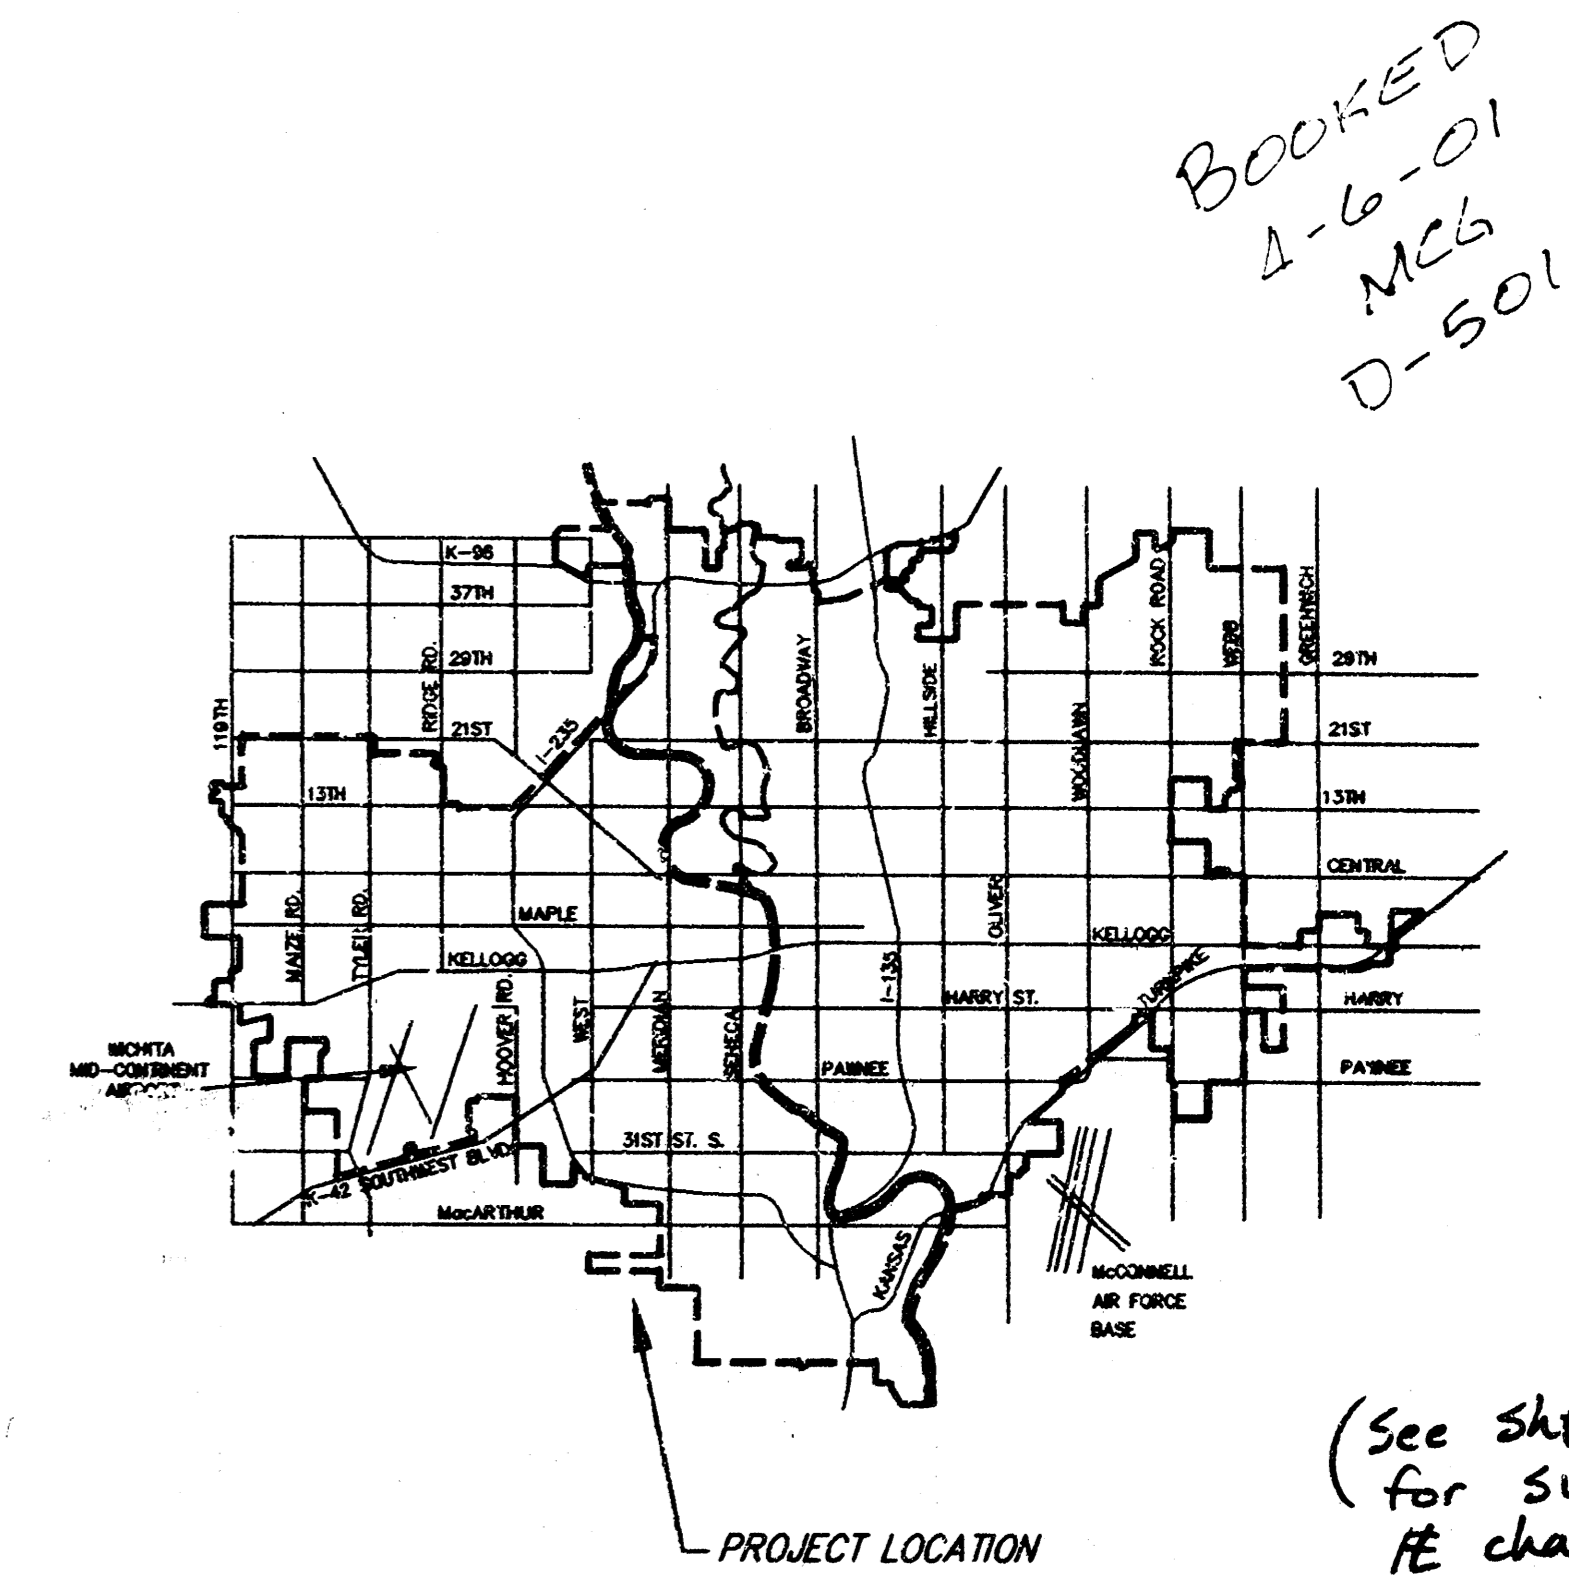 BOOKED
4-6-01
MCG
D-501
K-96
37TH
29TH
21ST
13TH
RIDGE RD.
119TH
I-235
BROADWAY
HILLSIDE
WOODLAWN
ROCK ROAD
WEBB
GREENWICH
29TH
21ST
13TH
CENTRAL
MAIZE RD.
TYLER RD.
MAPLE
KELLOGG
HOOVER RD.
WEST
MERIDIAN
SENECA
I-135
OLIVER
KELLOGG
TURNPIKE
HARRY ST.
HARRY
PAWNEE
PAWNEE
WICHITA
MID-CONTINENT
AIRPORT
31ST ST. S.
K-42 SOUTHWEST BLVD.
MacARTHUR
KANSAS
McCONNELL
AIR FORCE
BASE
PROJECT LOCATION
(See
for
cha